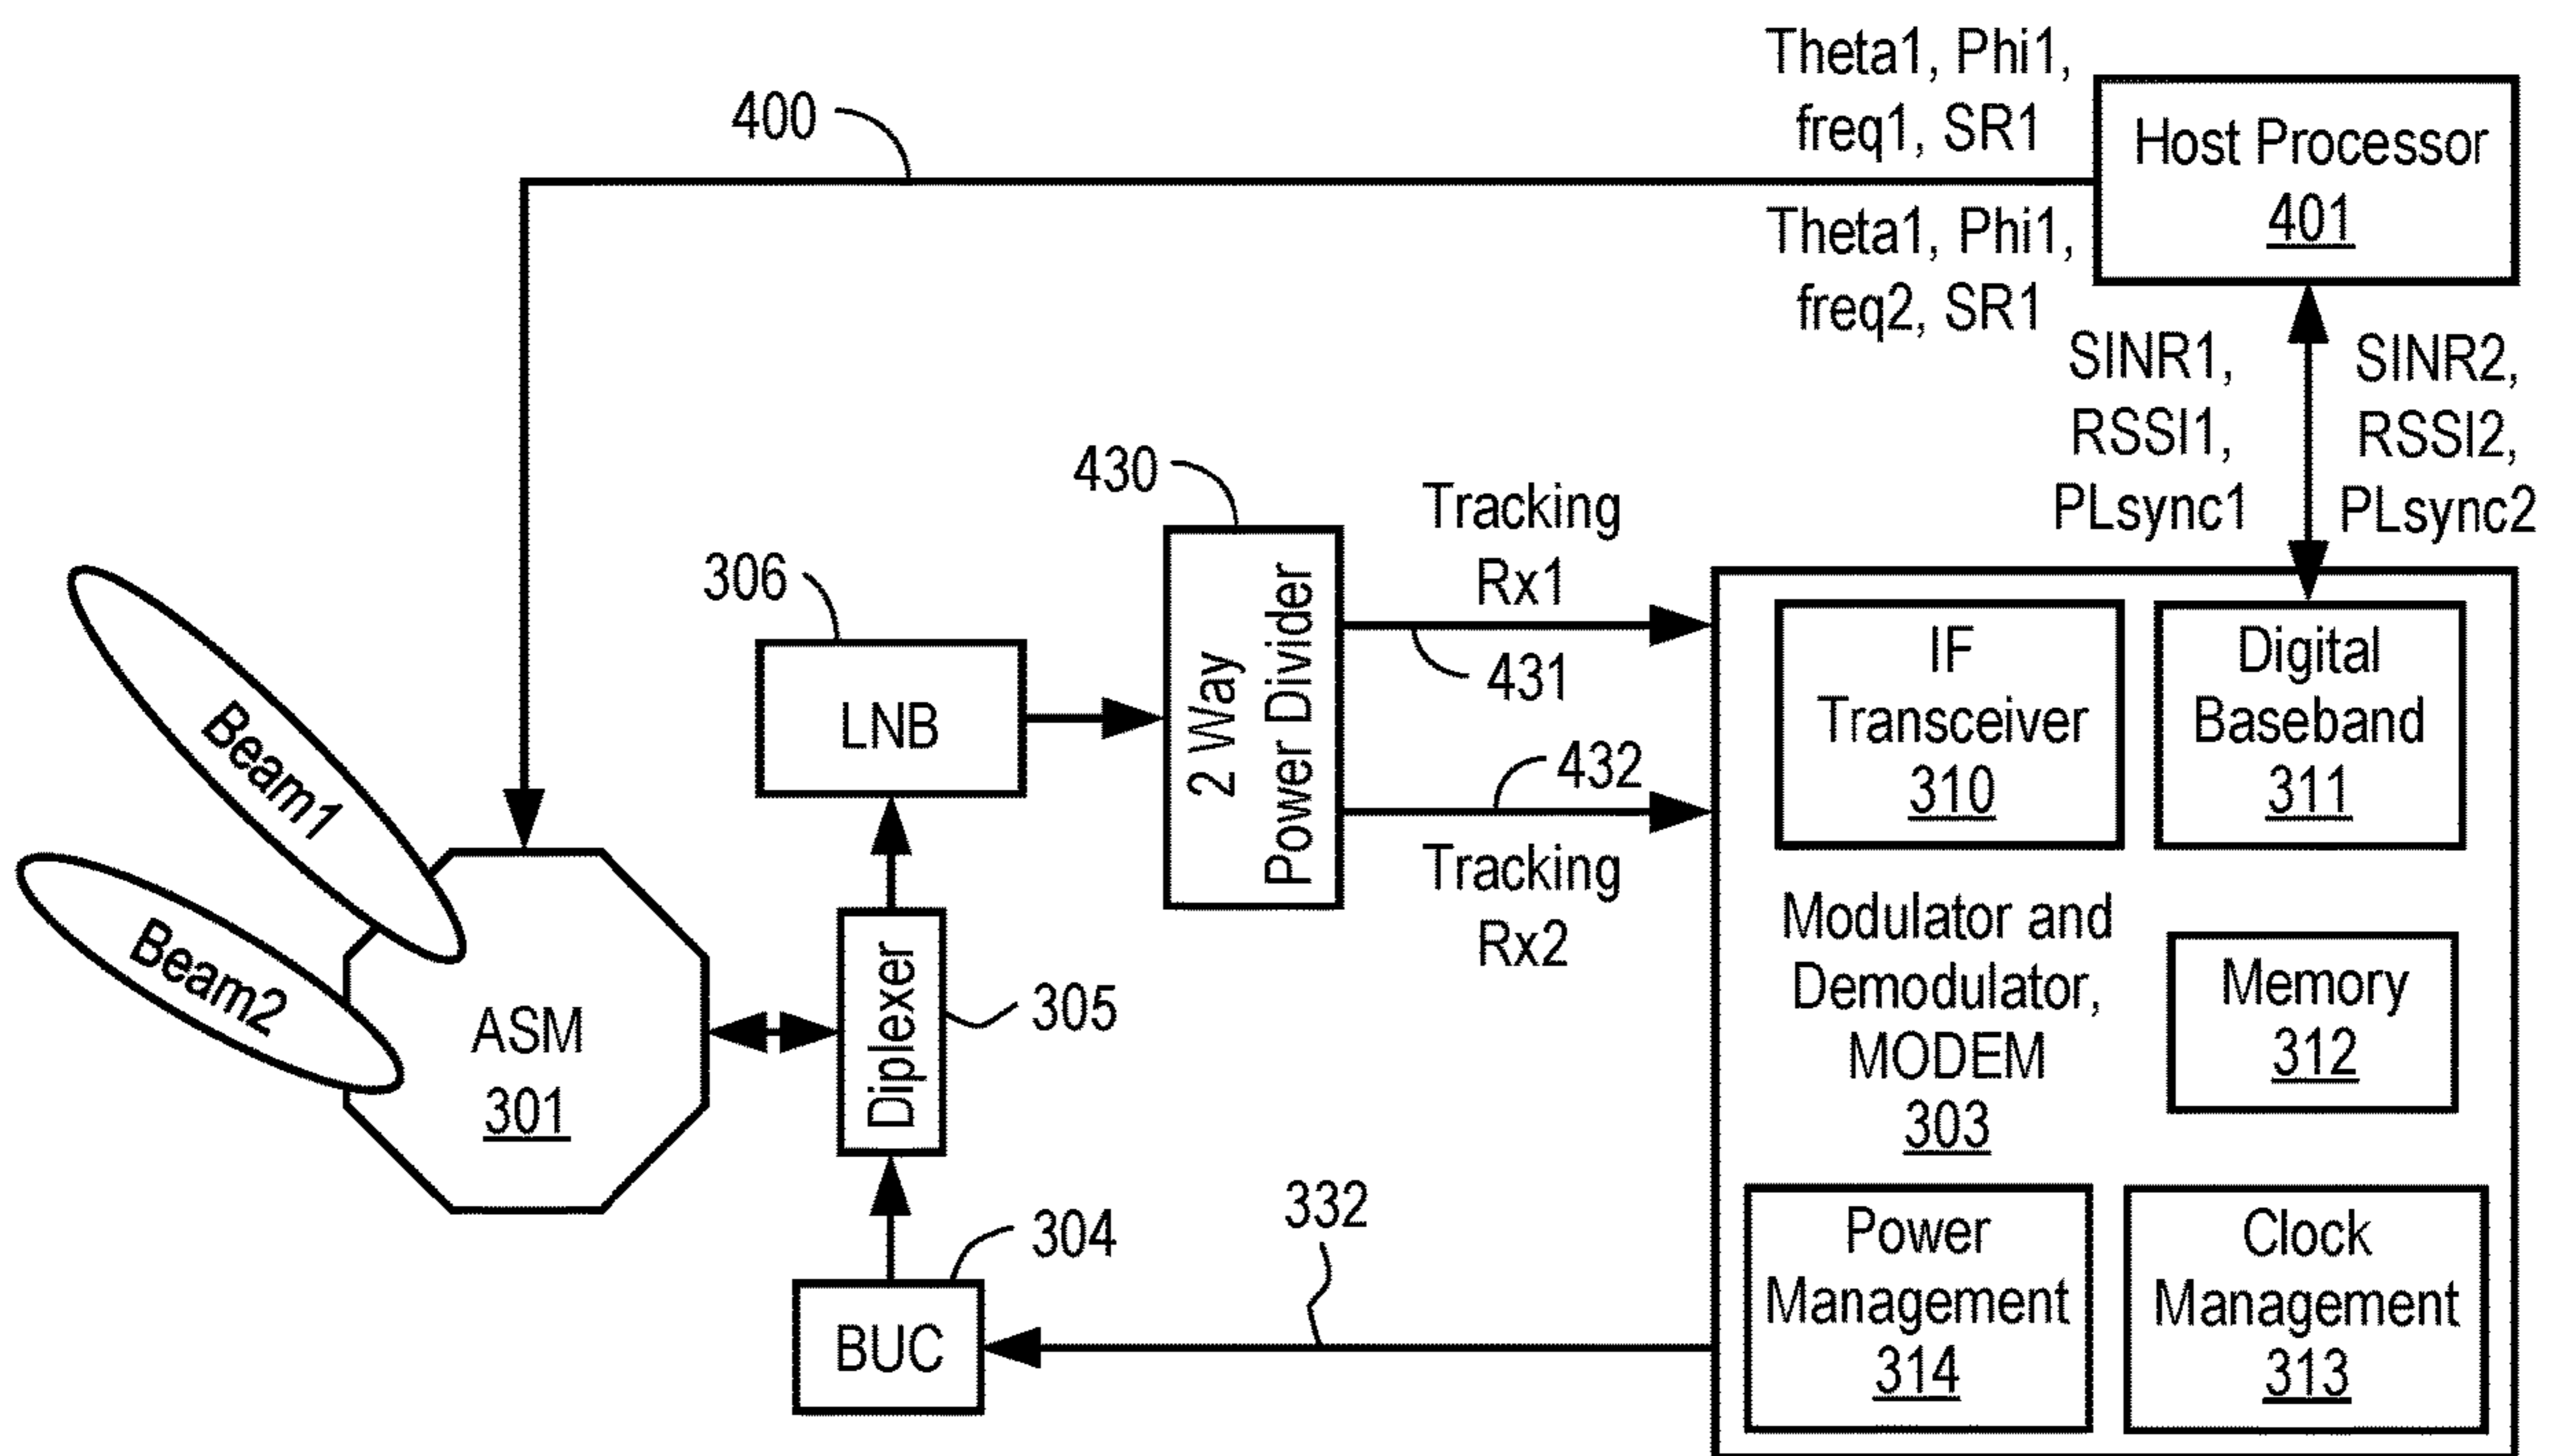 Theta1, Phi1,
freq1, SR1
Host Processor
401
400
Theta1, Phi1,
freq2, SR1
SINR1,
RSSI1,
PLsync1
SINR2,
RSSI2,
PLsync2
430
Tracking
Rx1
306
2 Way
Power Divider
431
LNB
432
Tracking
Rx2
IF
Transceiver
310
Digital
Baseband
311
Beam1
Beam2
ASM
301
Diplexer
305
Modulator and
Demodulator,
MODEM
303
Memory
312
332
304
BUC
Power
Management
314
Clock
Management
313